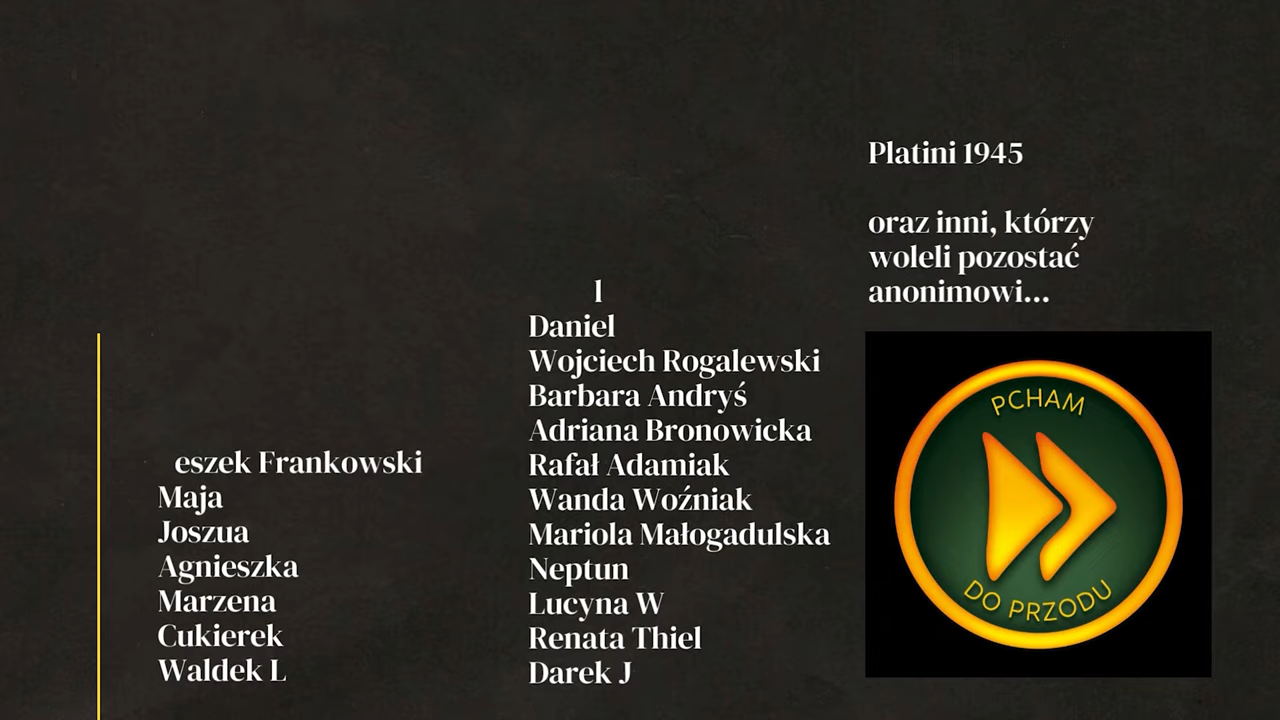 eszek Frankowski
Maja
Joszua
Agnieszka
Marzena
Cukierek
Waldek L
l
Daniel
Wojciech Rogalewski
Barbara Andryś
Adriana Bronowicka
Rafał Adamiak
Wanda Woźniak
Mariola Małogadulska
Neptun
Lucyna W
Renata Thiel
Darek J
Platini 1945
oraz inni, którzy
woleli pozostać
anonimowi...
PCHAM
DO PRZODU